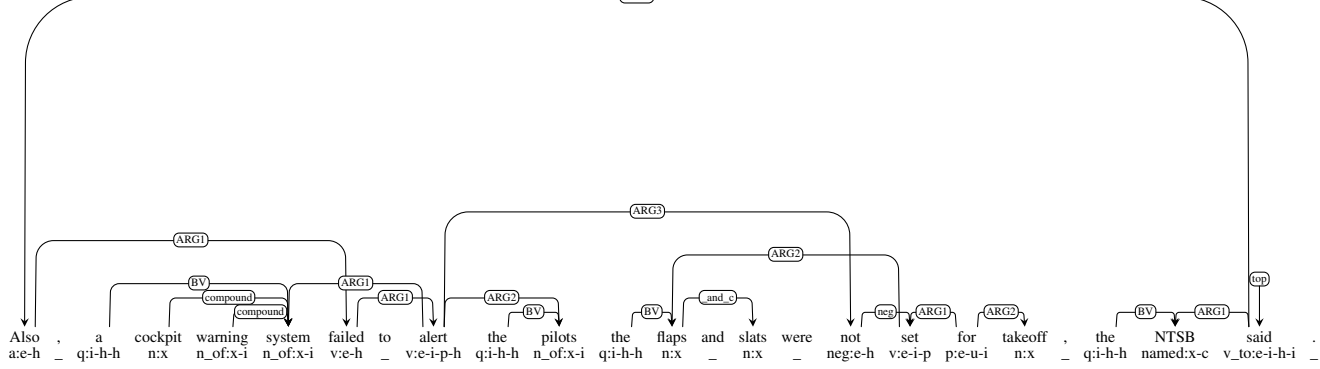 ARG3
ARG1
ARG2
BV
ARG1
top
compound
ARG1
ARG2
_and_c
compound
BV
BV
neg
ARG1
ARG2
BV
ARG1
Also , a cockpit warning system failed to alert the pilots the flaps and slats were not set for takeoff , the NTSB said .
a:e-h _ q:i-h-h n:x n_of:x-i n_of:x-i v:e-h _ v:e-i-p-h q:i-h-h n_of:x-i q:i-h-h n:x _ n:x _ neg:e-h v:e-i-p p:e-u-i n:x _ q:i-h-h named:x-c v_to:e-i-h-i _